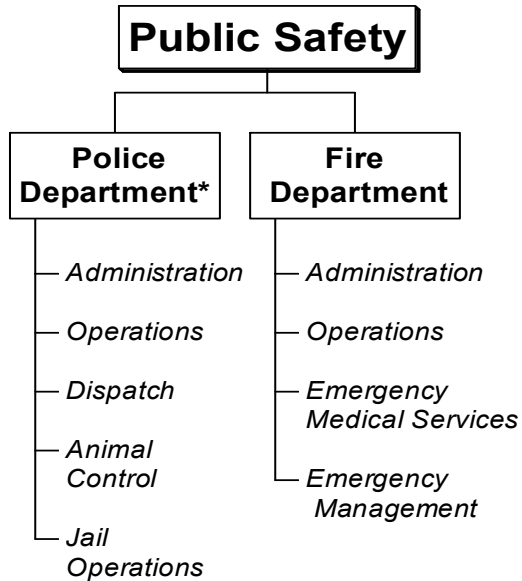 Public Safety
Police
Department*
Administration
Operations
Dispatch
Animal
Control
Jail
Operations
Fire
Department
Administration
Operations
Emergency
Medical Services
Emergency
Management